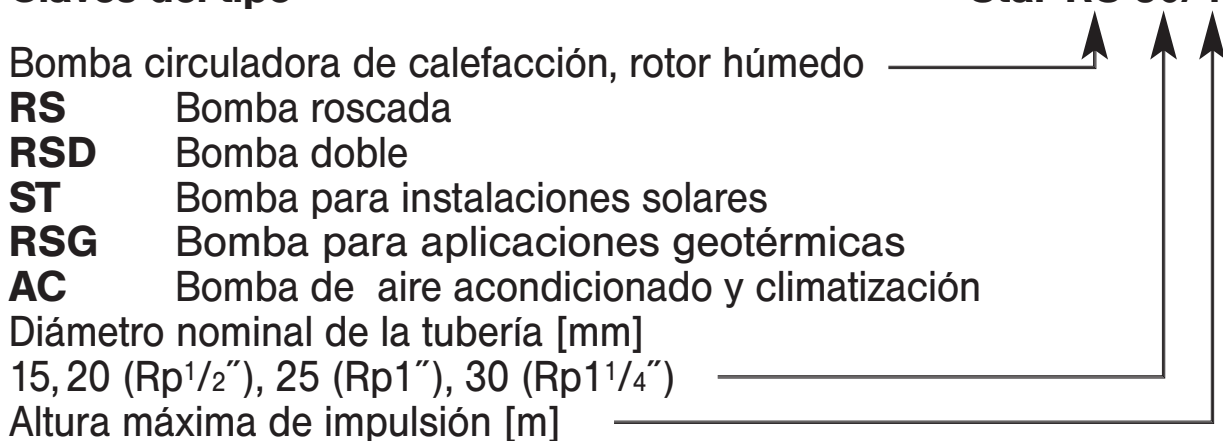 Bomba circuladora de calefacción, rotor húmedo
RS Bomba roscada
RSD Bomba doble
ST Bomba para instalaciones solares
RSG Bomba para aplicaciones geotérmicas
AC Bomba de aire acondicionado y climatización
Diámetro nominal de la tubería [mm]
15, 20 (Rp1/2˝), 25 (Rp1˝), 30 (Rp11/4˝)
Altura máxima de impulsión [m]